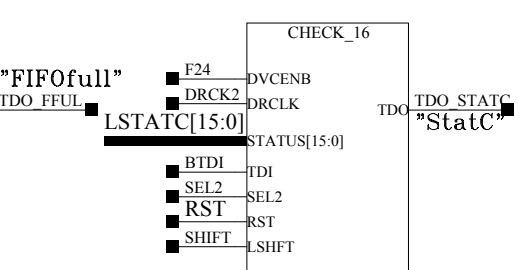 CHECK_16
"FIFOfull"
TDO_FFUL
F24
DVCENB
DRCK2
DRCLK
TDO
TDO_STATC
"StatC"
LSTATC[15:0]
STATUS[15:0]
BTDI
TDI
SEL2
SEL2
RST
RST
SHIFT
LSHFT